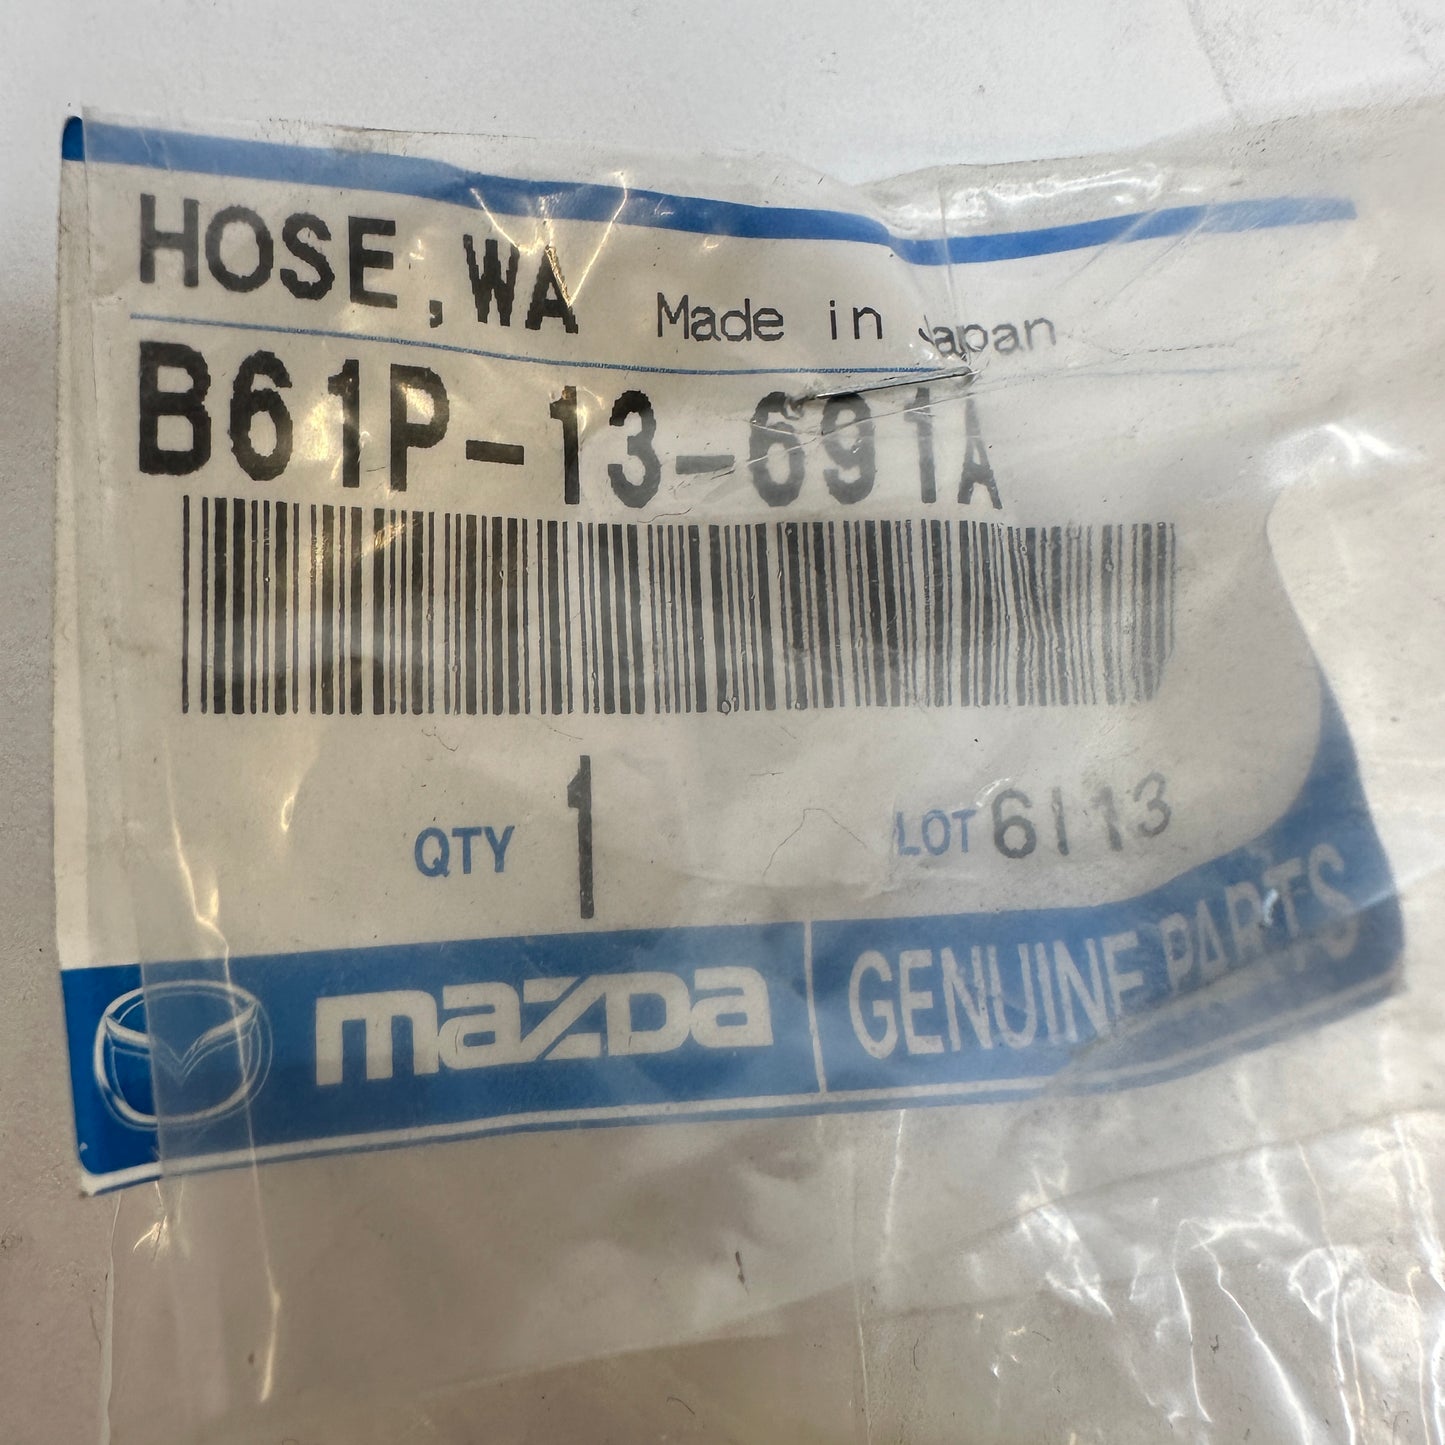 HOSE,WA Made in Japan
B61P-13-691A
QTY 1 LOT 6113
mazda GENUINE PARTS